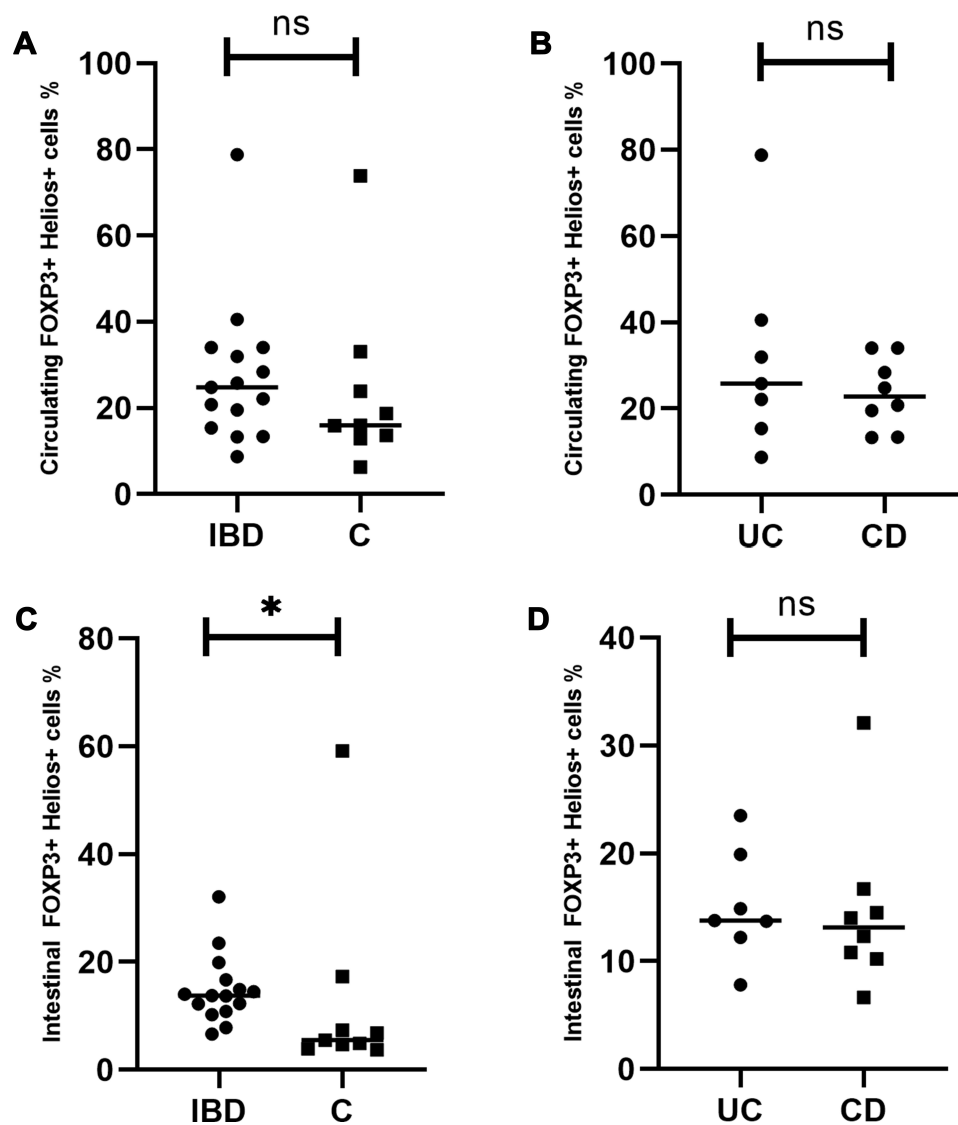 A
ns
Circulating FOXP3+ Helios+ cells %
100
80
60
40
20
0
IBD C
B
ns
Circulating FOXP3+ Helios+ cells %
100
80
60
40
20
0
UC CD
C
*
Intestinal FOXP3+ Helios+ cells %
80
60
40
20
0
IBD C
D
ns
Intestinal FOXP3+ Helios+ cells %
40
30
20
10
0
UC CD